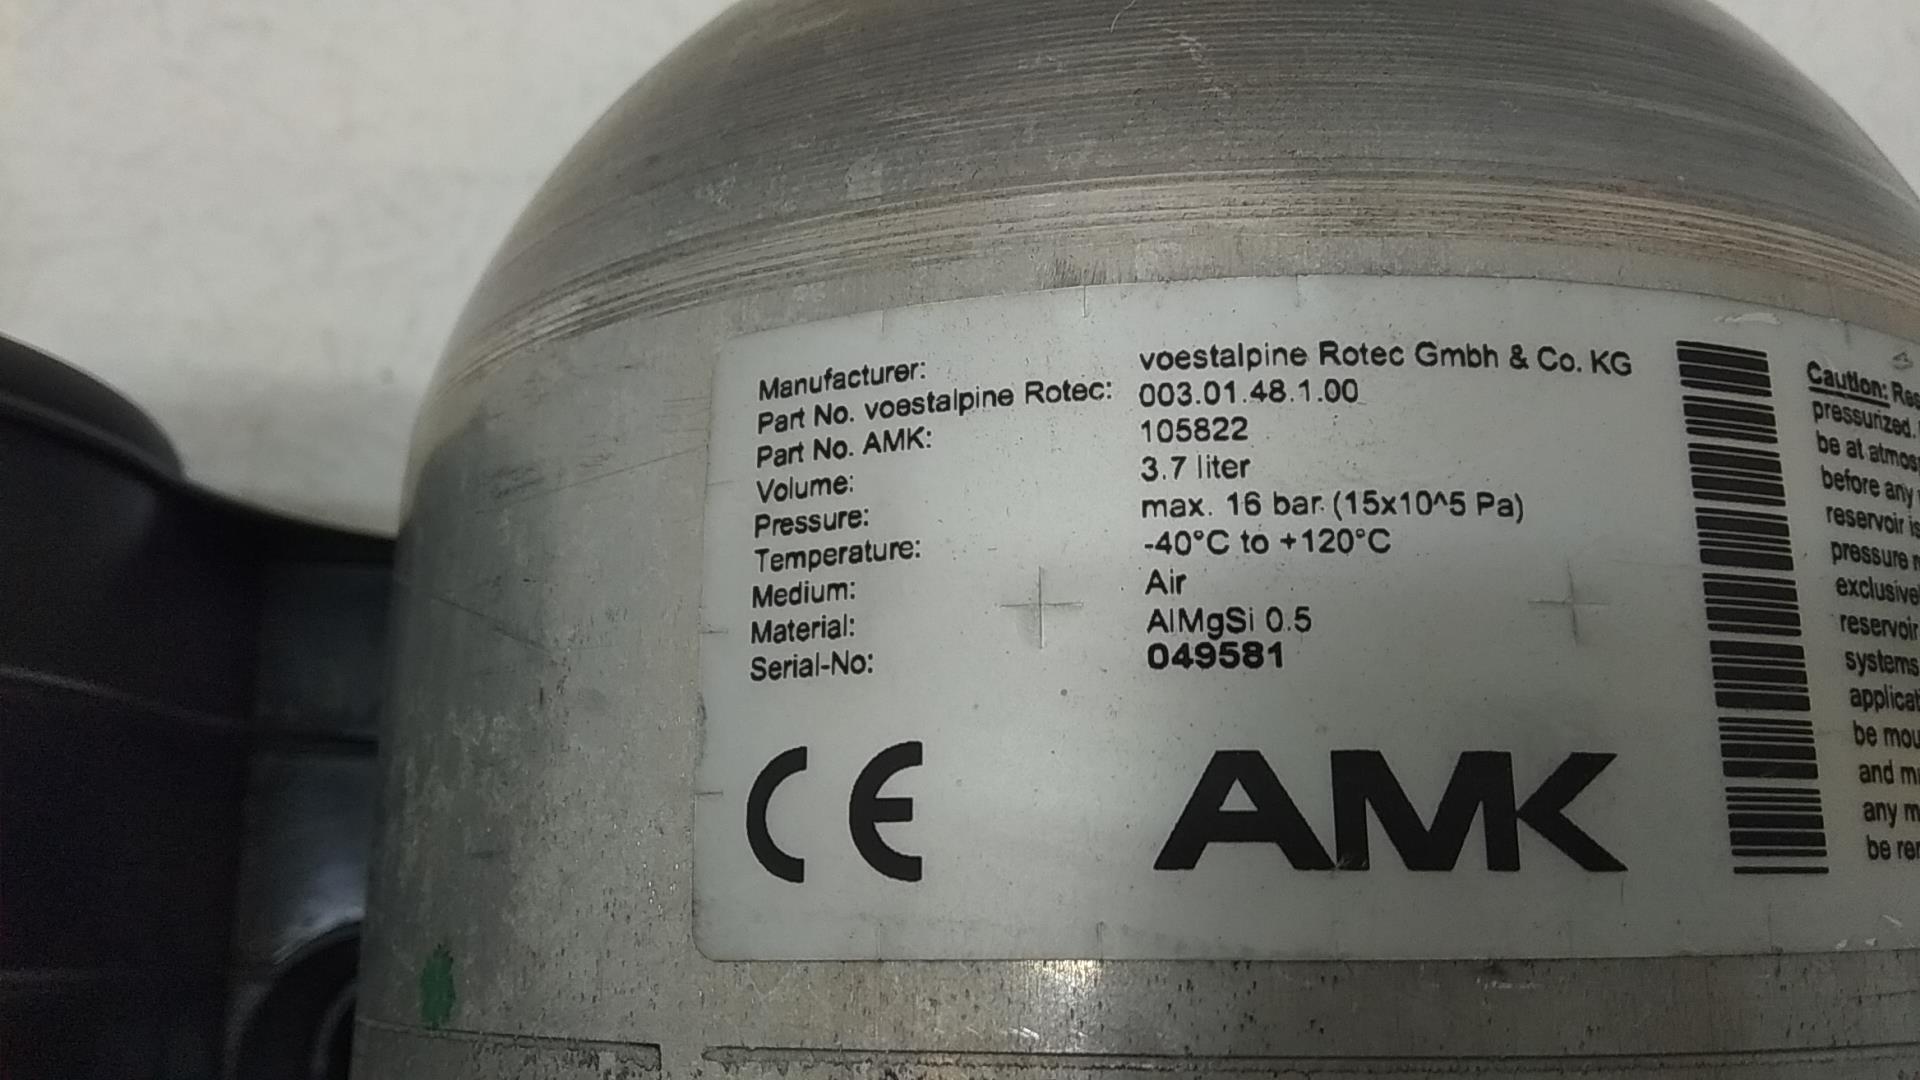 Manufacturer: voestalpine Rotec Gmbh & Co. KG
Part No. voestalpine Rotec: 003.01.48.1.00
Part No. AMK: 105822
Volume: 3.7 liter
Pressure: max. 16 bar. (15x10^5 Pa)
Temperature: -40°C to +120°C
Medium: Air
Material: AlMgSi 0.5
Serial-No: 049581
CE AMK
Caution:
pressurized.
be at
before any
reservoir
pressure
reservoir
systems
be
and
any
be